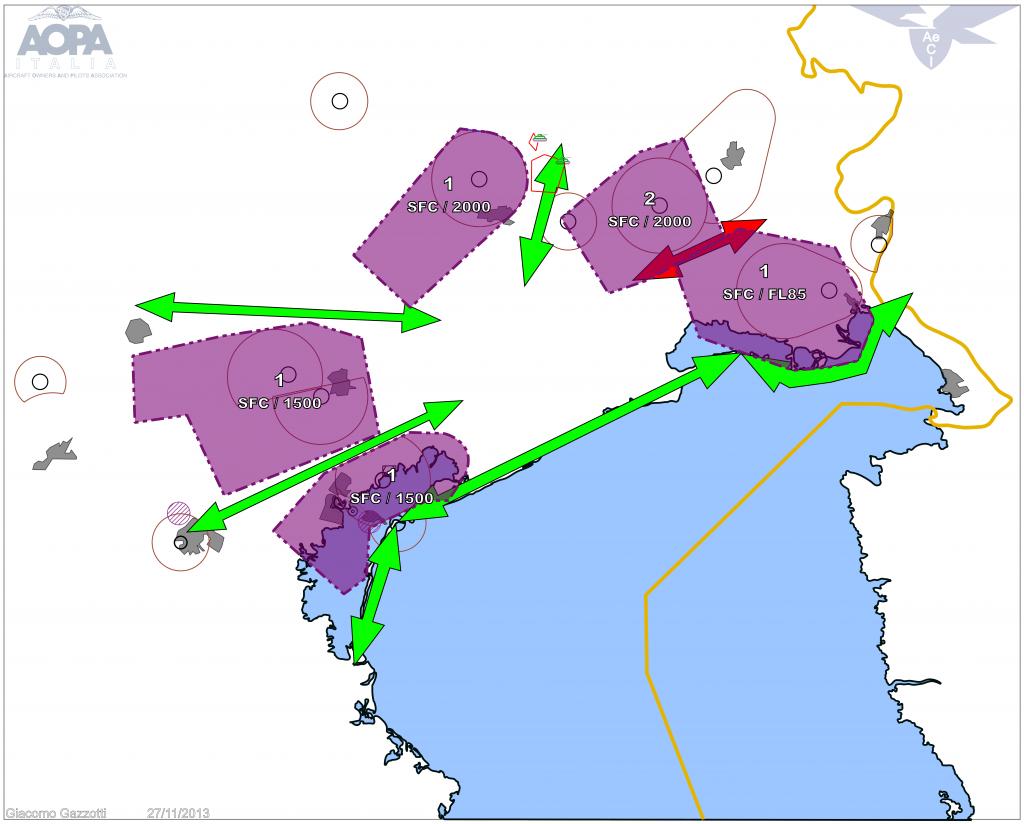 AOPA
ITALIA
AIRCRAFT OWNERS AND PILOTS ASSOCIATION
Ae
C
I
1
SFC / 2000
2
SFC / 2000
1
SFC / FL85
1
SFC / 1500
1
SFC / 1500
Giacomo Gazzotti 27/11/2013